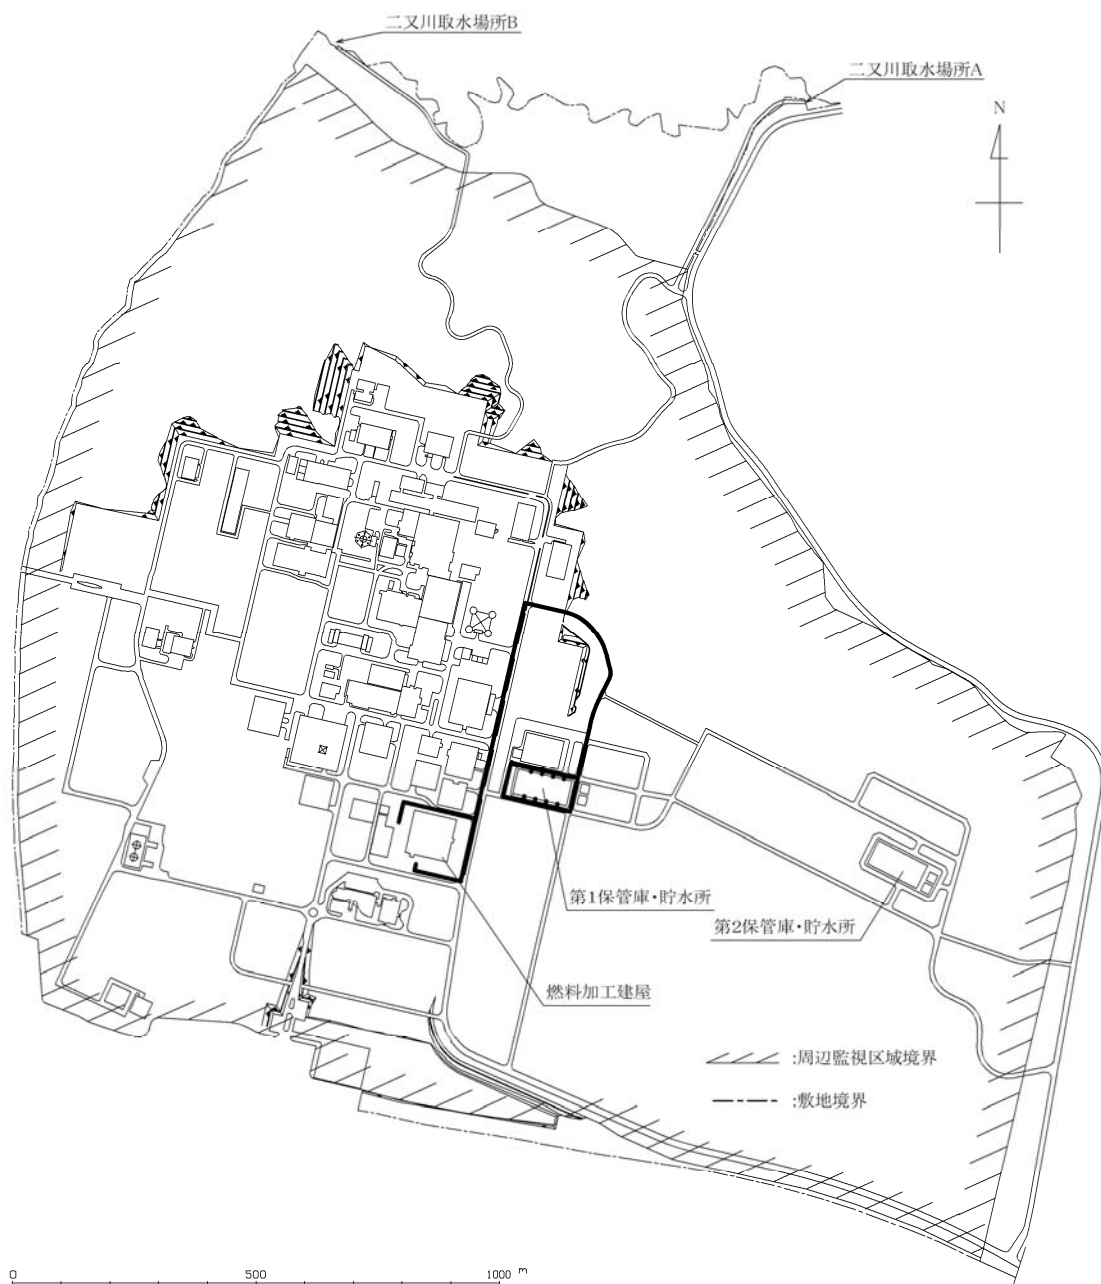 二又川取水場所B
二又川取水場所A
N
第1保管庫・貯水所
第2保管庫・貯水所
燃料加工建屋
:周辺監視区域境界
:敷地境界
0 500 1000 m